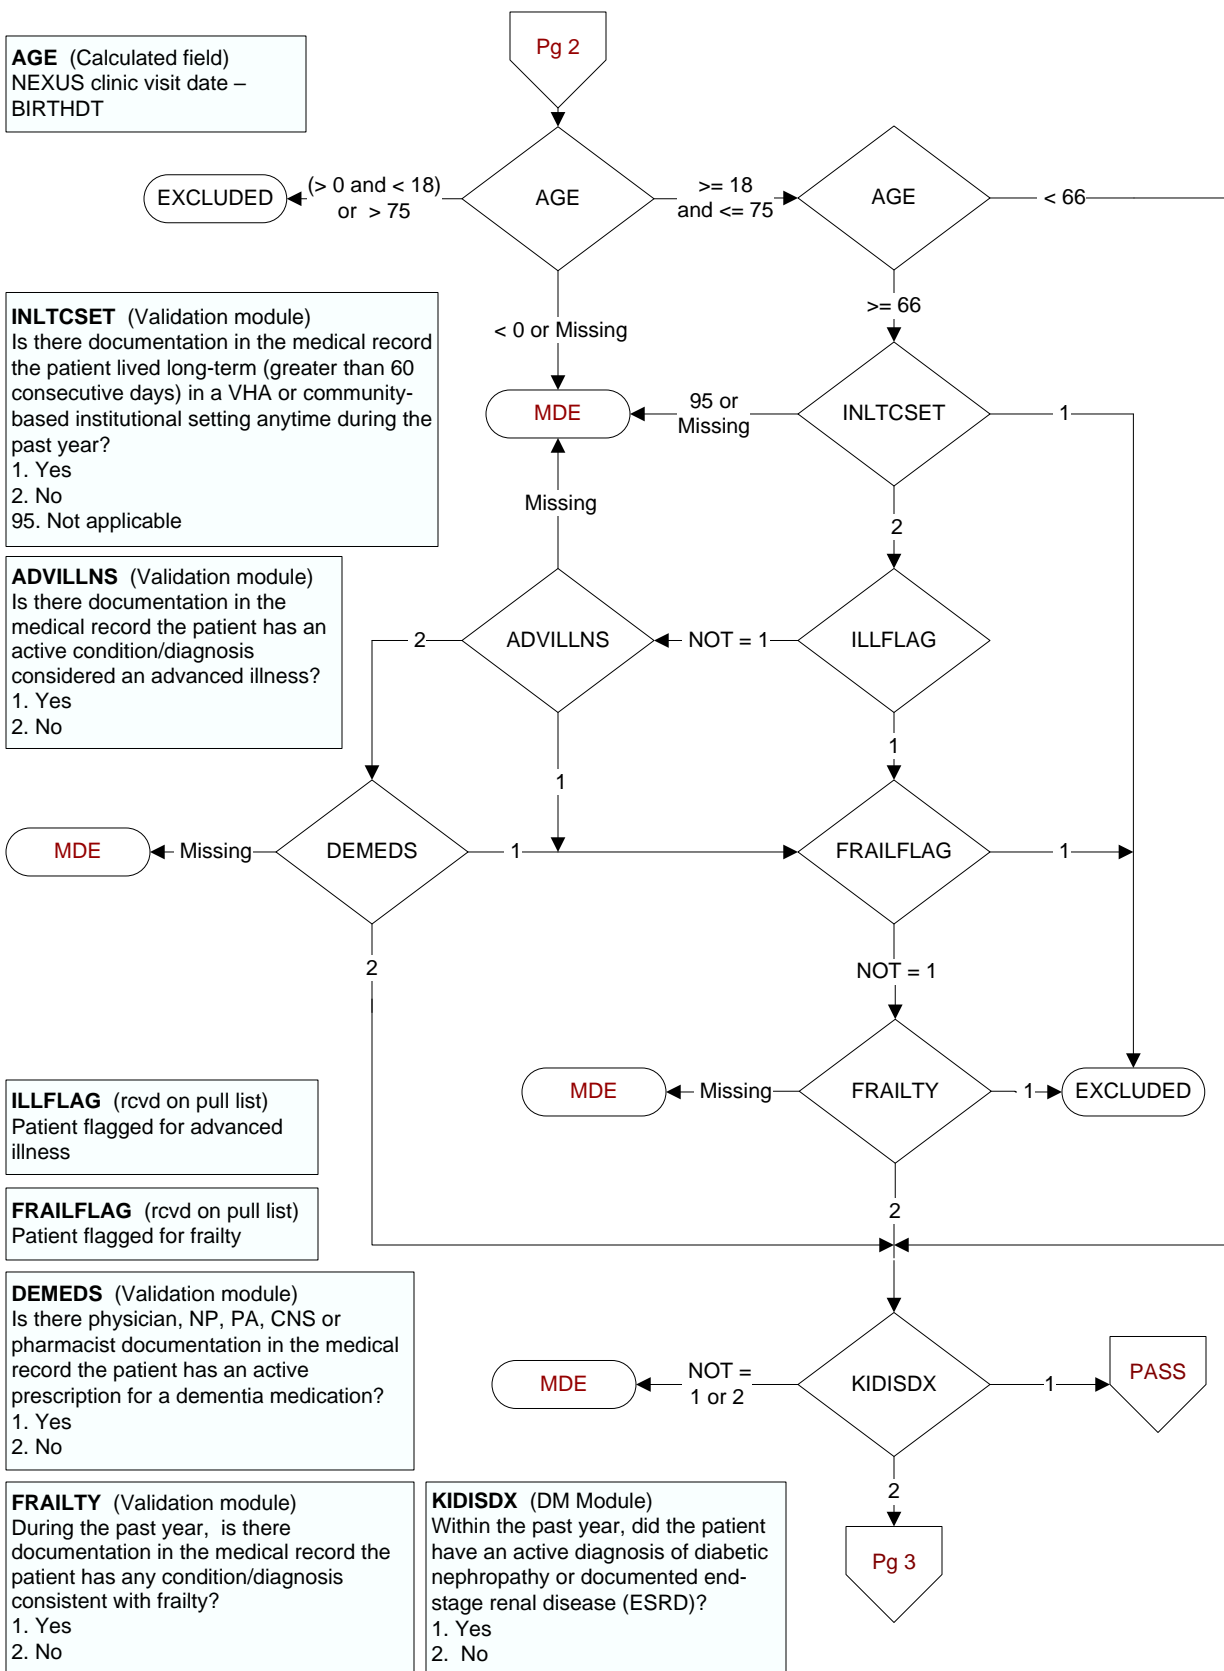 Pg 2
AGE (Calculated field)
NEXUS clinic visit date –
BIRTHDT
EXCLUDED
(> 0 and < 18)
or > 75
AGE
>= 18
and <= 75
AGE
< 66
< 0 or Missing
>= 66
INLTCSET (Validation module)
Is there documentation in the medical record
the patient lived long-term (greater than 60
consecutive days) in a VHA or community-
based institutional setting anytime during the
past year?
1. Yes
2. No
95. Not applicable
MDE
95 or
Missing
INLTCSET
1
Missing
2
ADVILLNS (Validation module)
Is there documentation in the
medical record the patient has an
active condition/diagnosis
considered an advanced illness?
1. Yes
2. No
2
ADVILLNS
NOT = 1
ILLFLAG
1
1
MDE
Missing
DEMEDS
1
FRAILFLAG
1
2
NOT = 1
MDE
Missing
FRAILTY
1
EXCLUDED
2
ILLFLAG (rcvd on pull list)
Patient flagged for advanced
illness
FRAILFLAG (rcvd on pull list)
Patient flagged for frailty
DEMEDS (Validation module)
Is there physician, NP, PA, CNS or
pharmacist documentation in the medical
record the patient has an active
prescription for a dementia medication?
1. Yes
2. No
MDE
NOT =
1 or 2
KIDISDX
1
PASS
2
Pg 3
FRAILTY (Validation module)
During the past year, is there
documentation in the medical record the
patient has any condition/diagnosis
consistent with frailty?
1. Yes
2. No
KIDISDX (DM Module)
Within the past year, did the patient
have an active diagnosis of diabetic
nephropathy or documented end-
stage renal disease (ESRD)?
1. Yes
2. No